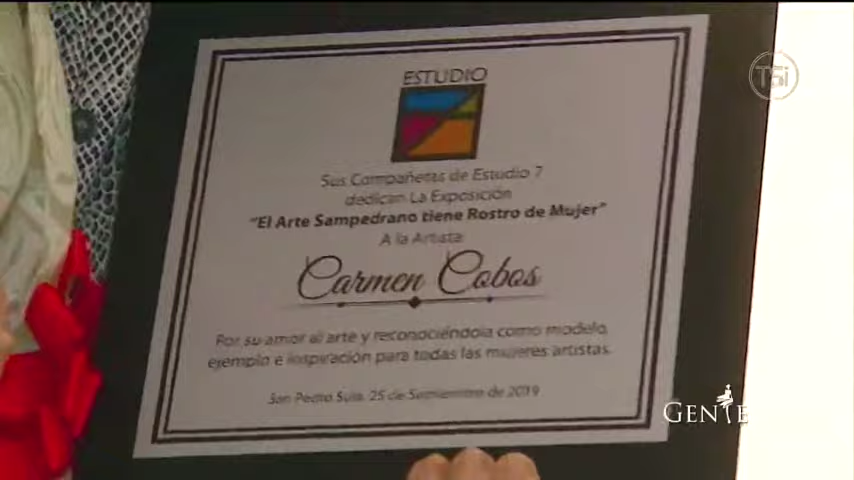 TSi
ESTUDIO
Sus Compañeras de Estudio 7
dedican La Exposición
"El Arte Sampedrano tiene Rostro de Mujer"
A la Artista
Carmen Cobos
Por su amor al arte y reconociéndola como modelo,
ejemplo e inspiración para todas las mujeres artistas.
San Pedro Sula, 25 de Septiembre de 2019
GENTE